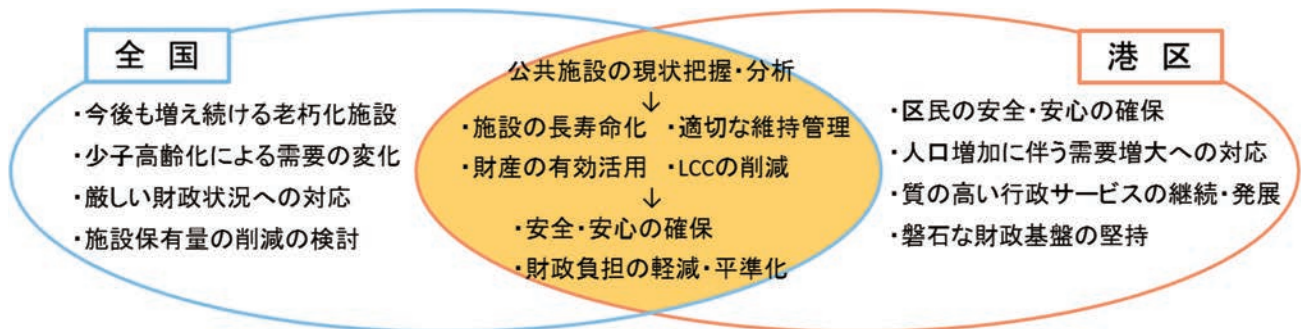 全 国
・今後も増え続ける老朽化施設
・少子高齢化による需要の変化
・厳しい財政状況への対応
・施設保有量の削減の検討
公共施設の現状把握・分析
↓
・施設の長寿命化 ・適切な維持管理
・財産の有効活用 ・LCCの削減
↓
・安全・安心の確保
・財政負担の軽減・平準化
港 区
・区民の安全・安心の確保
・人口増加に伴う需要増大への対応
・質の高い行政サービスの継続・発展
・磐石な財政基盤の堅持